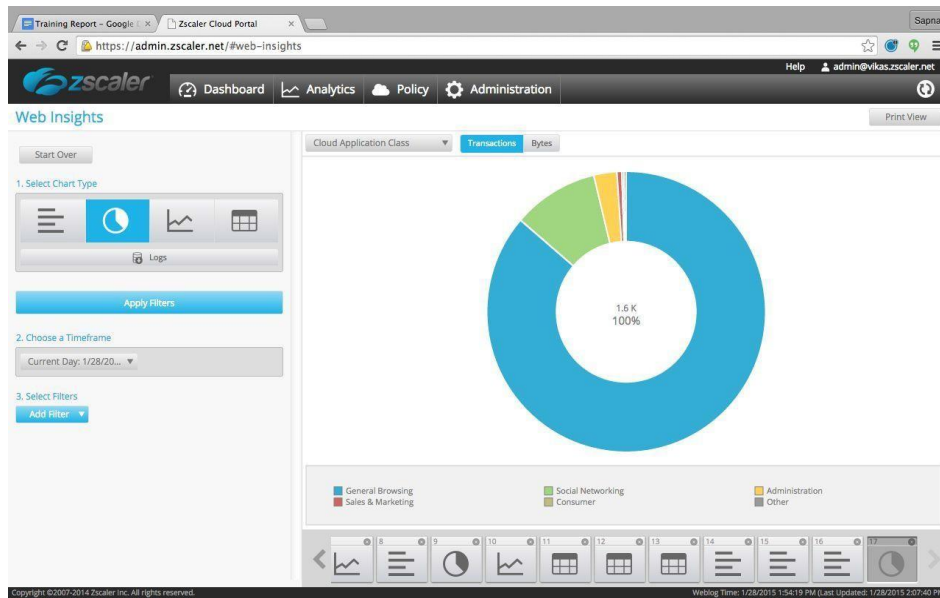 Training Report - Google
Zscaler Cloud Portal
Sapna
https://admin.zscaler.net/#web-insights
Help
admin@vikas.zscaler.net
zscaler
Dashboard
Analytics
Policy
Administration
Web Insights
Print View
Start Over
Cloud Application Class
Transactions
Bytes
1. Select Chart Type
Logs
Apply Filters
1.6 K
100%
2. Choose a Timeframe
Current Day: 1/28/20...
3. Select Filters
Add Filter
General Browsing
Social Networking
Administration
Sales & Marketing
Consumer
Other
8
9
10
11
12
13
14
15
16
17
Copyright ©2007-2014 Zscaler Inc. All rights reserved.
Weblog Time: 1/28/2015 1:54:19 PM (Last Updated: 1/28/2015 2:07:40 PM